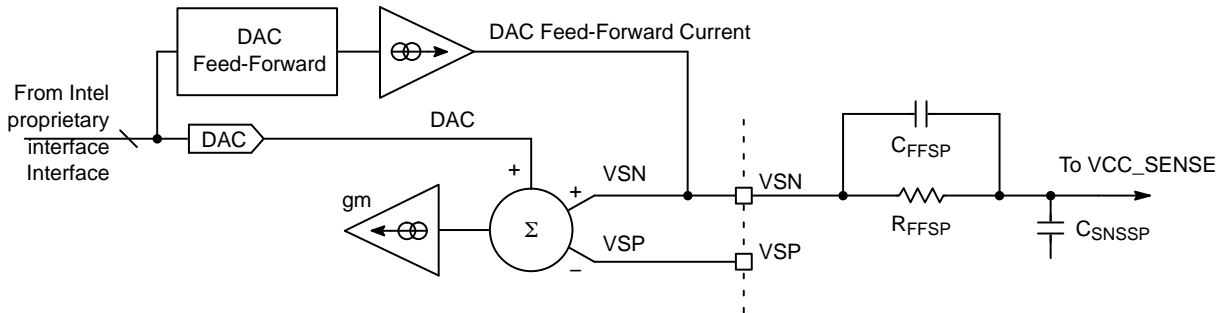 DAC
Feed-Forward
DAC Feed-Forward Current
From Intel
proprietary
interface
Interface
DAC
DAC
+
gm
Σ
+
VSN
−
VSP
VSN
VSP
CFFSP
RFFSP
To VCC_SENSE
CSNSSP